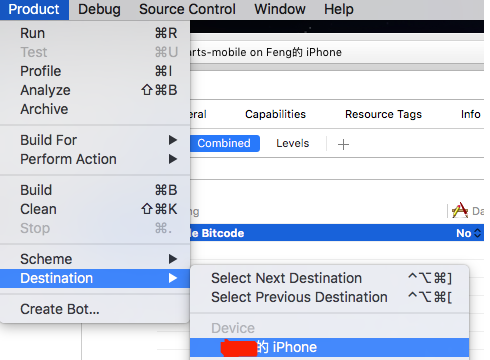 Product Debug Source Control Window Help
Run ⌘R
Test ⌘U
Profile ⌘I
Analyze ⇧⌘B
Archive
Build For
Perform Action
Build ⌘B
Clean ⇧⌘K
Stop ⌘.
Scheme
Destination
Create Bot...
arts-mobile on Feng的 iPhone
eral Capabilities Resource Tags Info
Combined Levels +
ng Da
le Bitcode No
Select Next Destination ^⌥⌘]
Select Previous Destination ^⌥⌘[
Device
的 iPhone